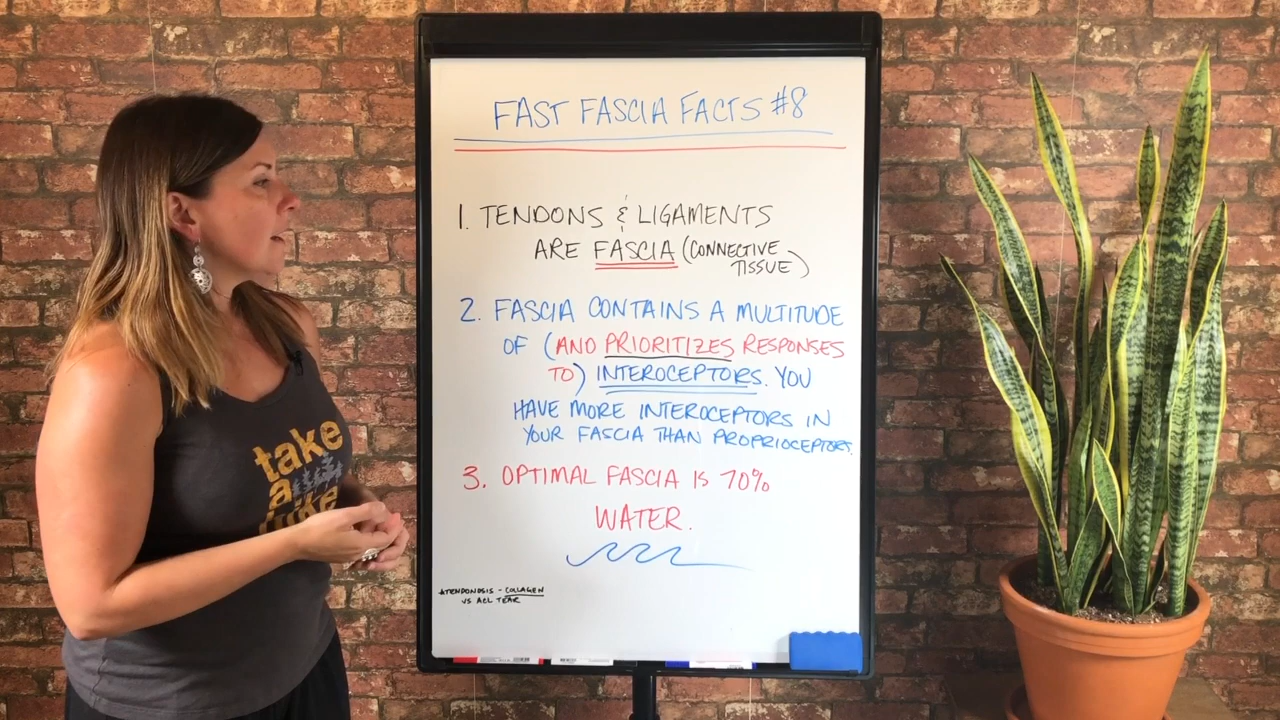 FAST FASCIA FACTS #8
1. TENDONS & LIGAMENTS
ARE FASCIA (CONNECTIVE
TISSUE)
2. FASCIA CONTAINS A MULTITUDE
OF (AND PRIORITIZES RESPONSES
TO) INTEROCEPTORS. YOU
HAVE MORE INTEROCEPTORS IN
YOUR FASCIA THAN PROPRIOCEPTORS.
3. OPTIMAL FASCIA IS 70%
WATER.
*TENDONOSIS - COLLAGEN
VS ACL TEAR
take
a
hike